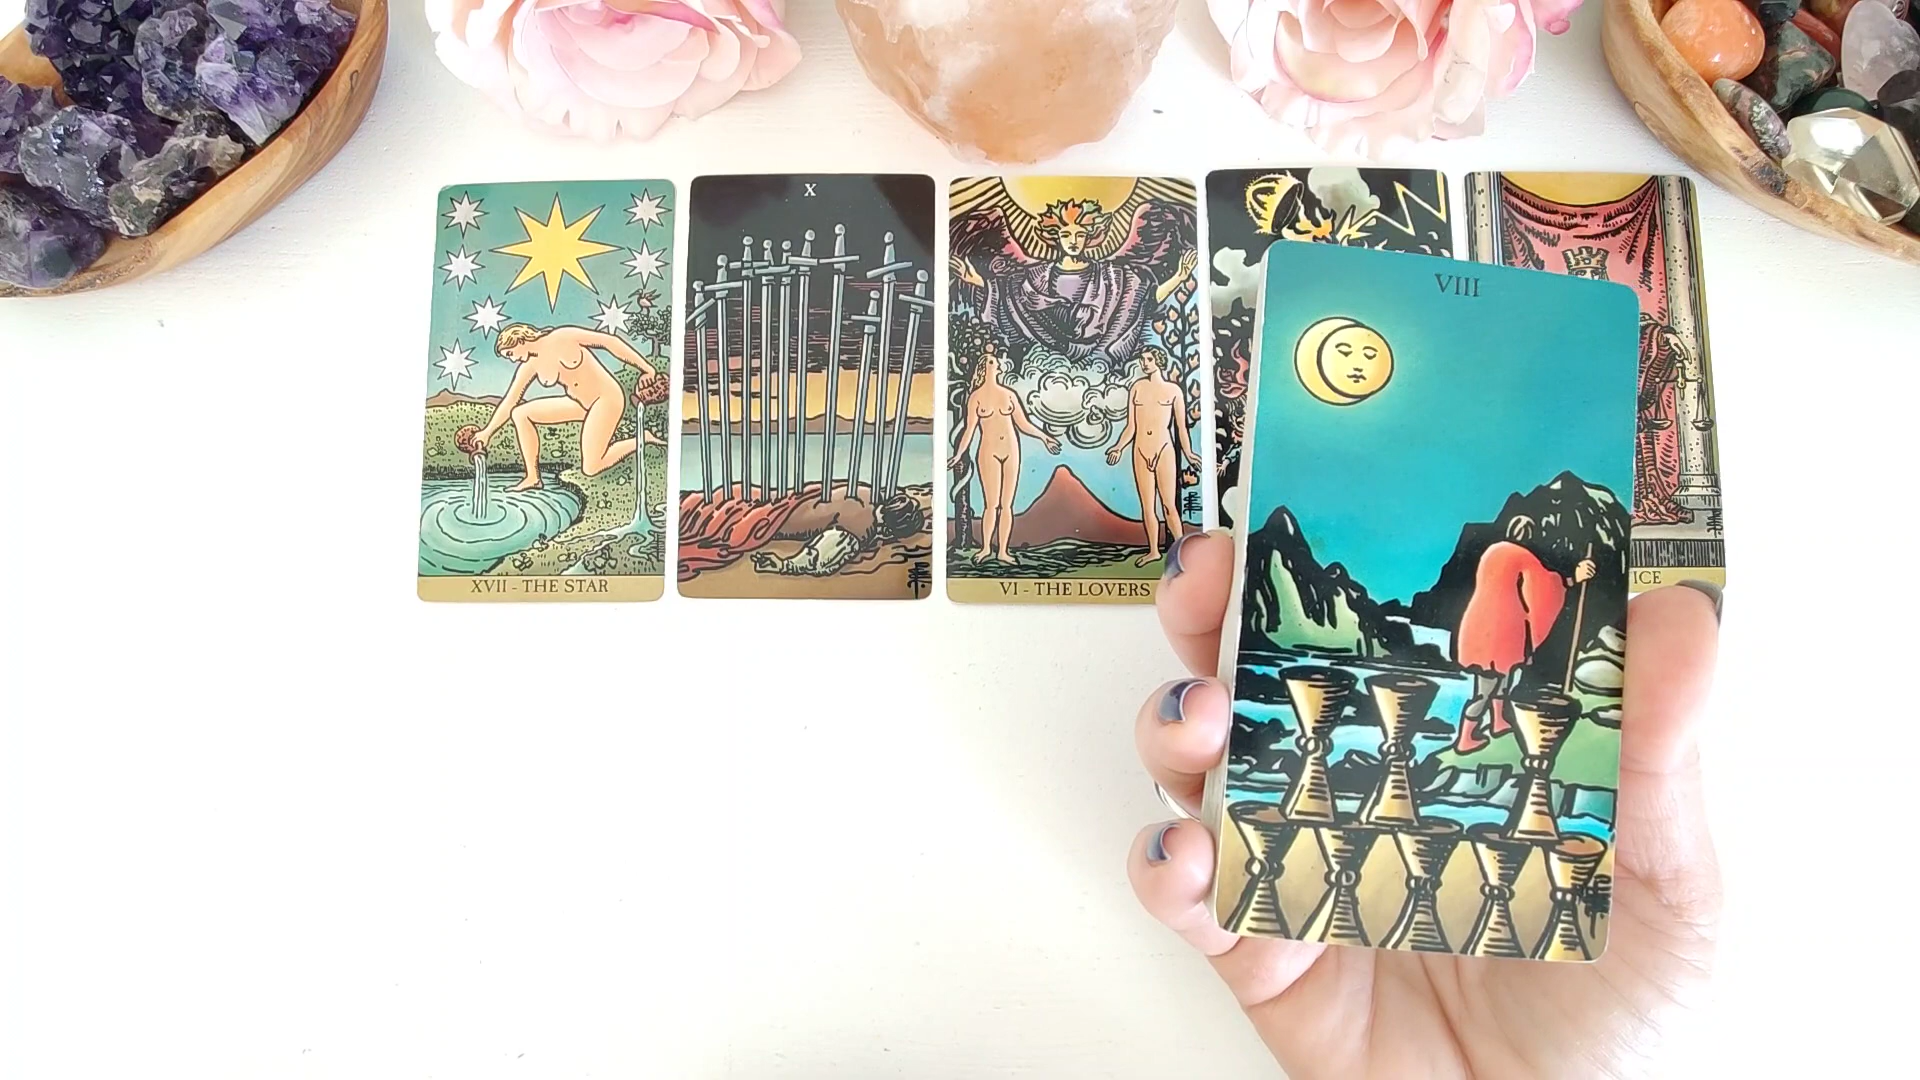 X
VIII
XVII - THE STAR
VI - THE LOVERS
ICE